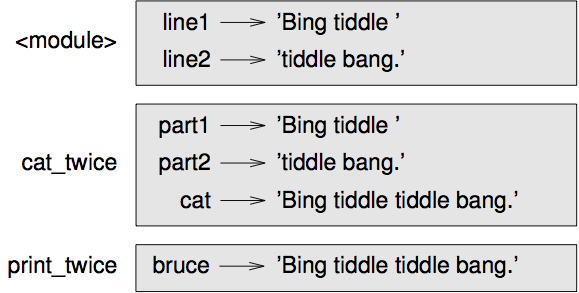 <module>
line1 → ’Bing tiddle ’
line2 → ’tiddle bang.’
cat_twice
part1 → ’Bing tiddle ’
part2 → ’tiddle bang.’
cat → ’Bing tiddle tiddle bang.’
print_twice
bruce → ’Bing tiddle tiddle bang.’